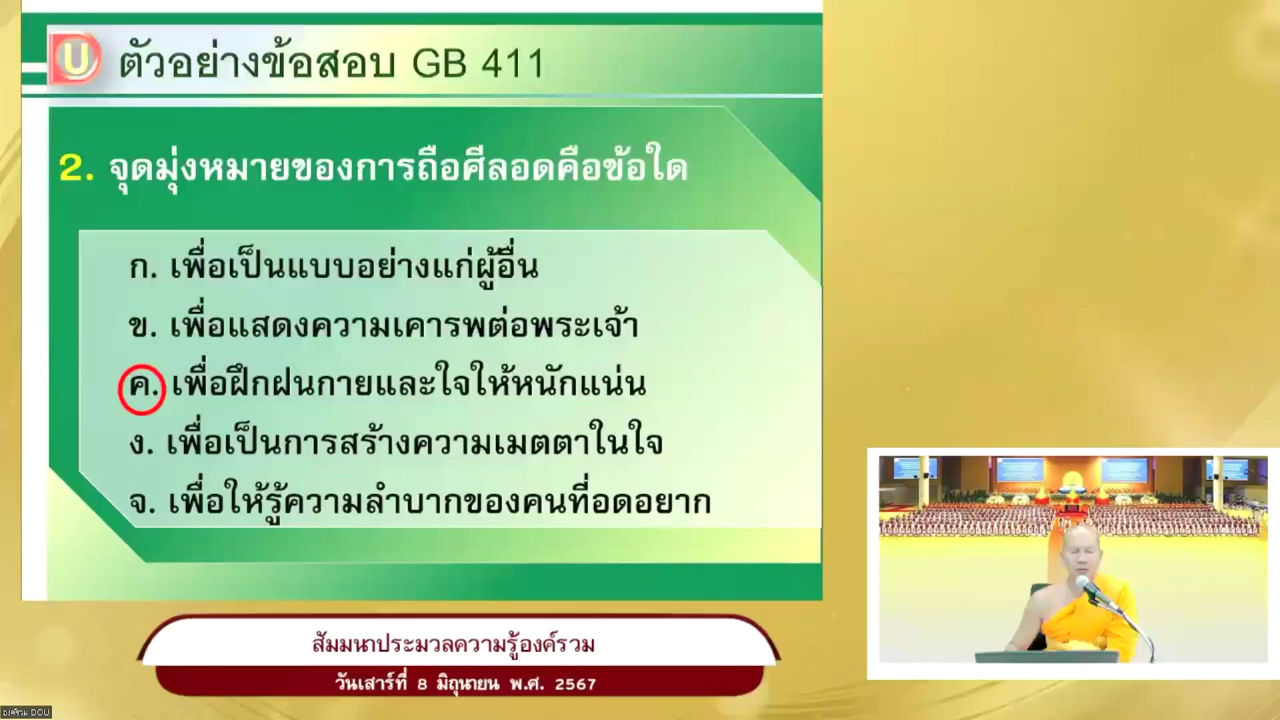 U
ตัวอย่างข้อสอบ GB 411
2. จุดมุ่งหมายของการถือศีลอดคือข้อใด
ก. เพื่อเป็นแบบอย่างแก่ผู้อื่น
ข. เพื่อแสดงความเคารพต่อพระเจ้า
ค. เพื่อฝึกฝนกายและใจให้หนักแน่น
ง. เพื่อเป็นการสร้างความเมตตาในใจ
จ. เพื่อให้รู้ความลำบากของคนที่อดอยาก
สัมมนาประมวลความรู้องค์รวม
วันเสาร์ที่ 8 มิถุนายน พ.ศ. 2567
องค์รวม DOU